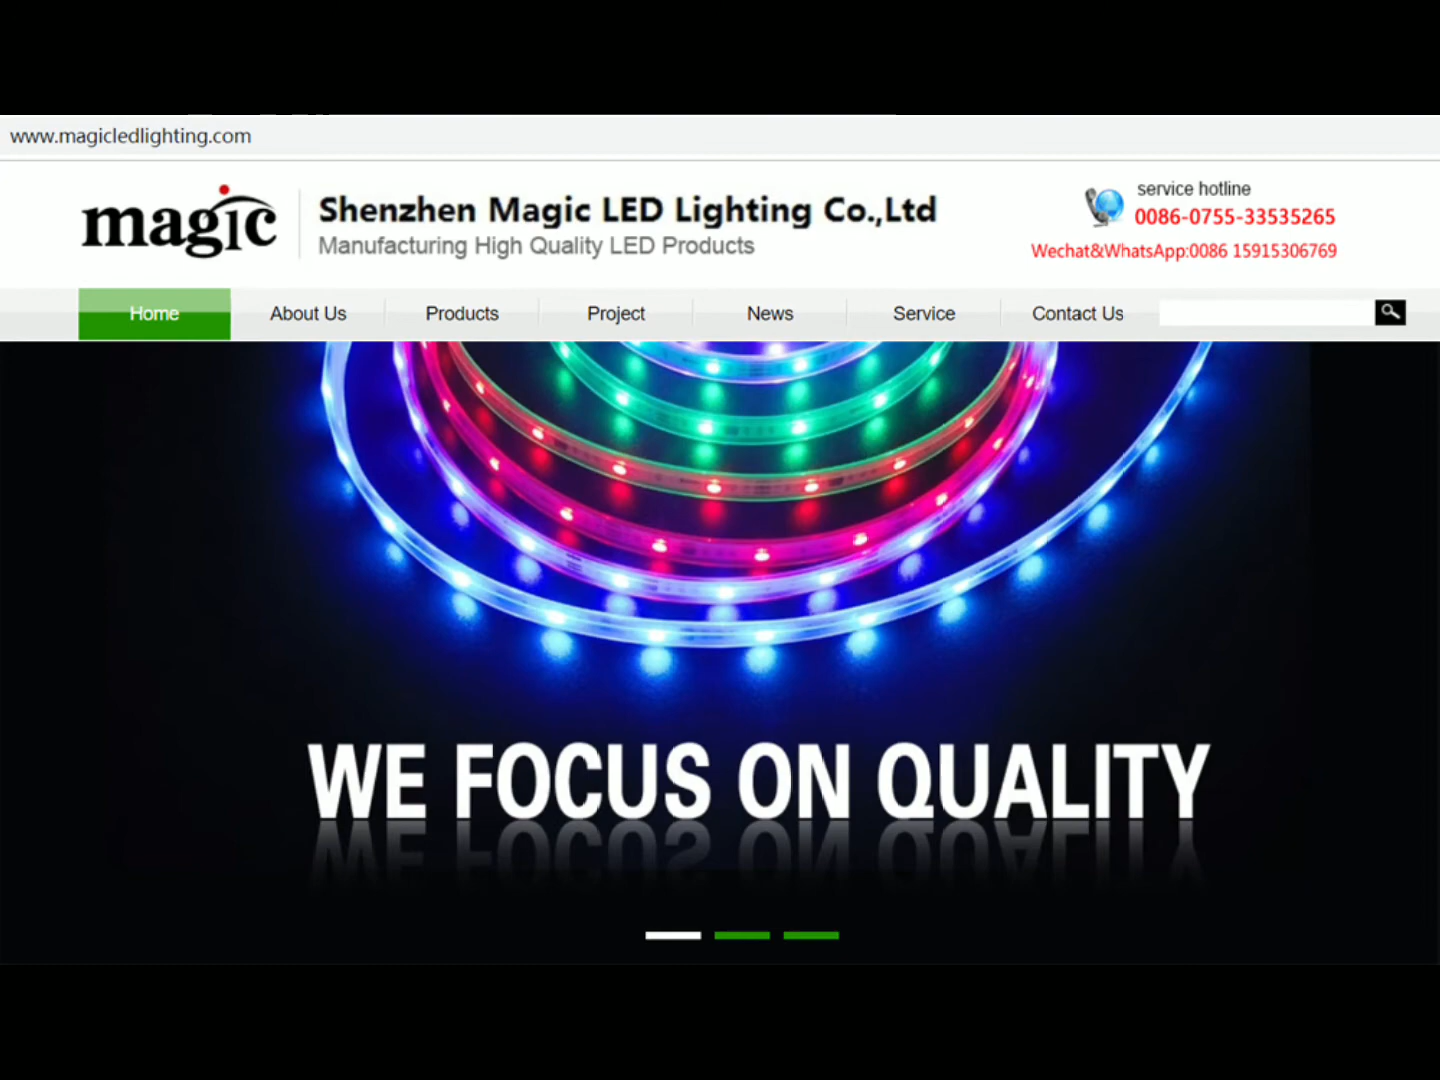 www.magicledlighting.com
magic
Shenzhen Magic LED Lighting Co.,Ltd
Manufacturing High Quality LED Products
service hotline
0086-0755-33535265
Wechat&WhatsApp:0086 15915306769
Home
About Us
Products
Project
News
Service
Contact Us
WE FOCUS ON QUALITY